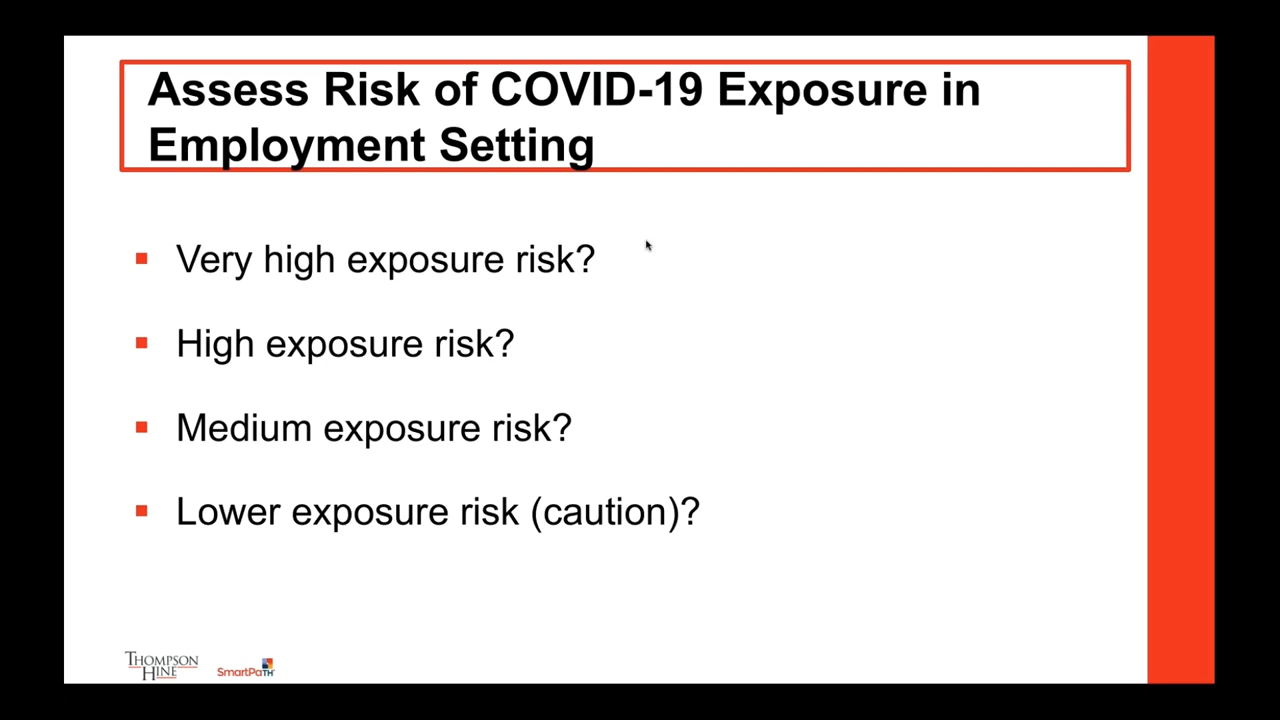 Assess Risk of COVID-19 Exposure in
Employment Setting
Very high exposure risk?
High exposure risk?
Medium exposure risk?
Lower exposure risk (caution)?
THOMPSON
HINE
SmartPaTH